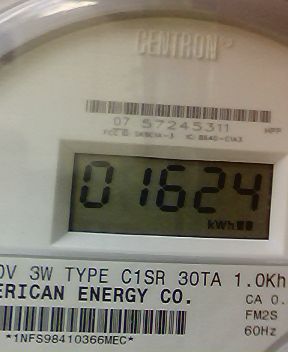 CENTRON
07 57245311
01624
kWh
0V 3W TYPE C1SR 30TA 1.0Kh
ERICAN ENERGY CO.
CA 0.
FM2S
60Hz
*1NFS98410366MEC*